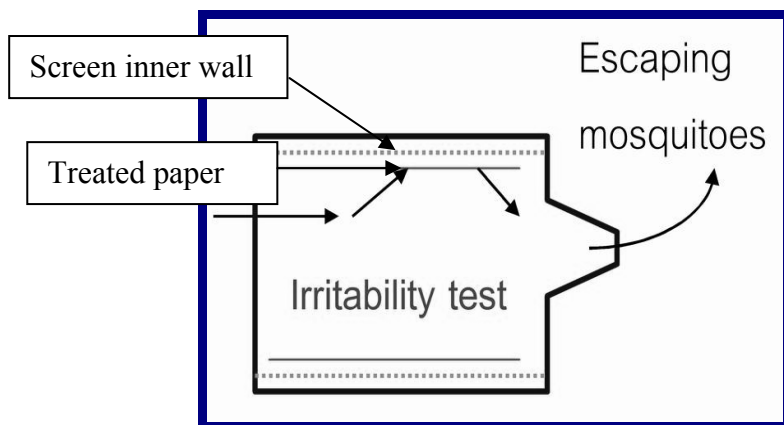 Screen inner wall
Treated paper
Escaping
mosquitoes
Irritability test